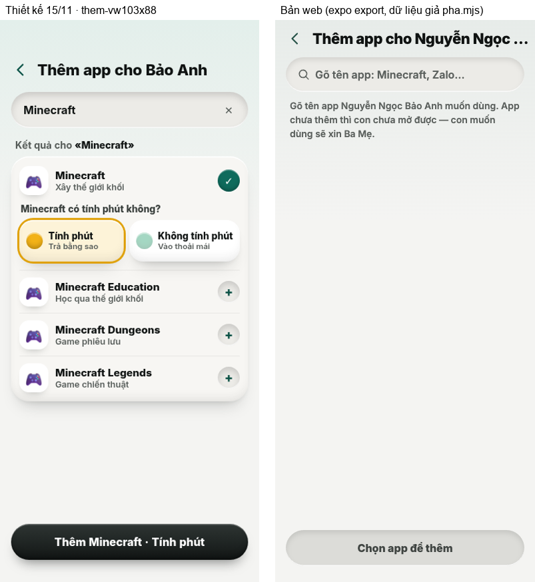 Thiết kế 15/11 · them-vw103x88
Thêm app cho Bảo Anh
Minecraft
×
Kết quả cho «Minecraft»
Minecraft
Xây thế giới khối
✓
Minecraft có tính phút không?
Tính phút
Trả bằng sao
Không tính phút
Vào thoải mái
Minecraft Education
Học qua thế giới khối
+
Minecraft Dungeons
Game phiêu lưu
+
Minecraft Legends
Game chiến thuật
+
Thêm Minecraft · Tính phút
Bản web (expo export, dữ liệu giả pha.mjs)
Thêm app cho Nguyễn Ngọc ...
Gõ tên app: Minecraft, Zalo...
Gõ tên app Nguyễn Ngọc Bảo Anh muốn dùng. App
chưa thêm thì con chưa mở được — con muốn
dùng sẽ xin Ba Mẹ.
Chọn app để thêm